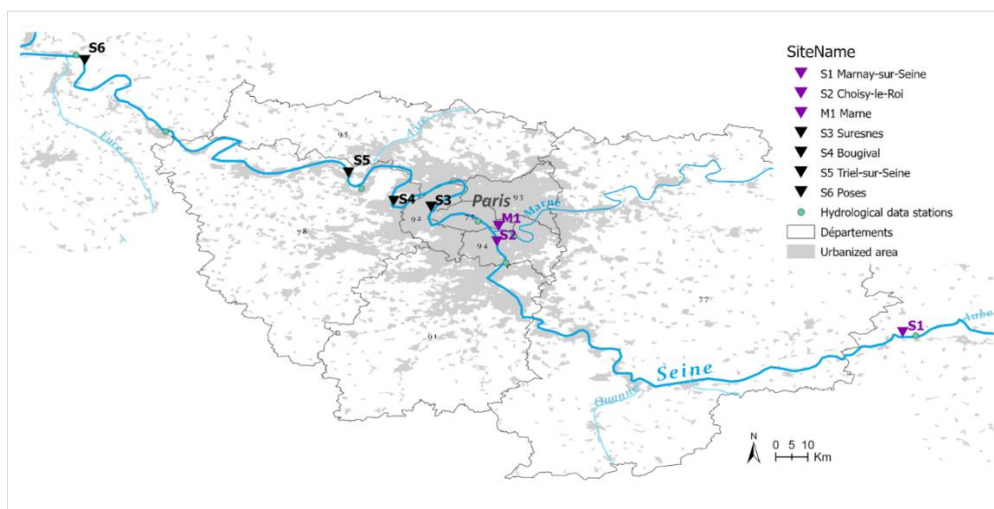 S6
Eure
95
Oise
S5
S4
S3
Paris
93
92
75
Marne
M1
S2
94
78
91
77
Seine
S1
Aube
N
0 5 10
Km
SiteName
S1 Marnay-sur-Seine
S2 Choisy-le-Roi
M1 Marne
S3 Suresnes
S4 Bougival
S5 Triel-sur-Seine
S6 Poses
Hydrological data stations
Départements
Urbanized area